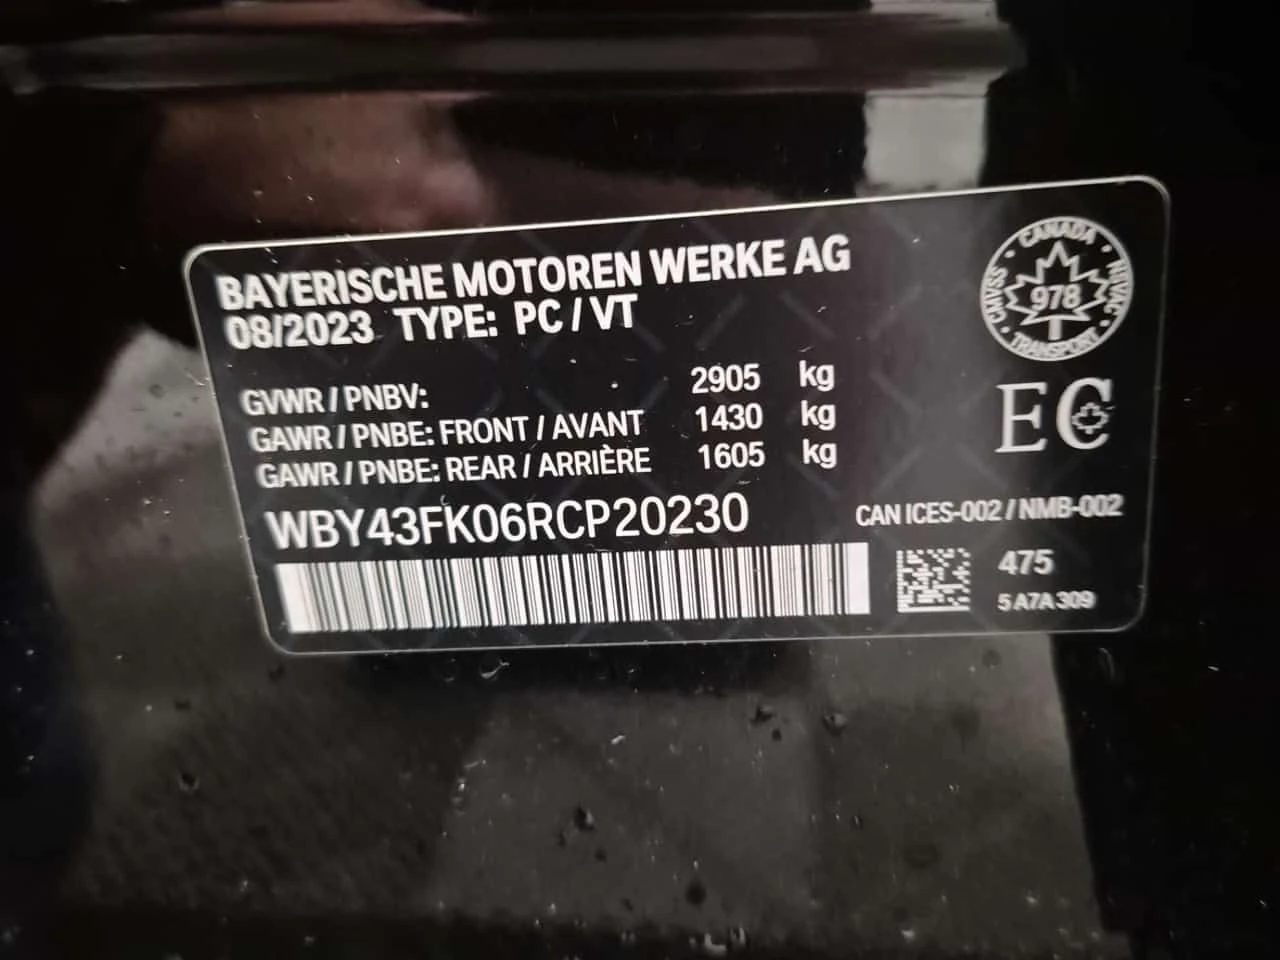 BAYERISCHE MOTOREN WERKE AG
08/2023 TYPE: PC / VT
GVWR / PNBV: 2905 kg
GAWR / PNBE: FRONT / AVANT 1430 kg
GAWR / PNBE: REAR / ARRIÈRE 1605 kg
WBY43FK06RCP20230
CANADA
CMVSS
978
NSVAC
TRANSPORT
EC
CAN ICES-002 / NMB-002
475
5 A7A 309